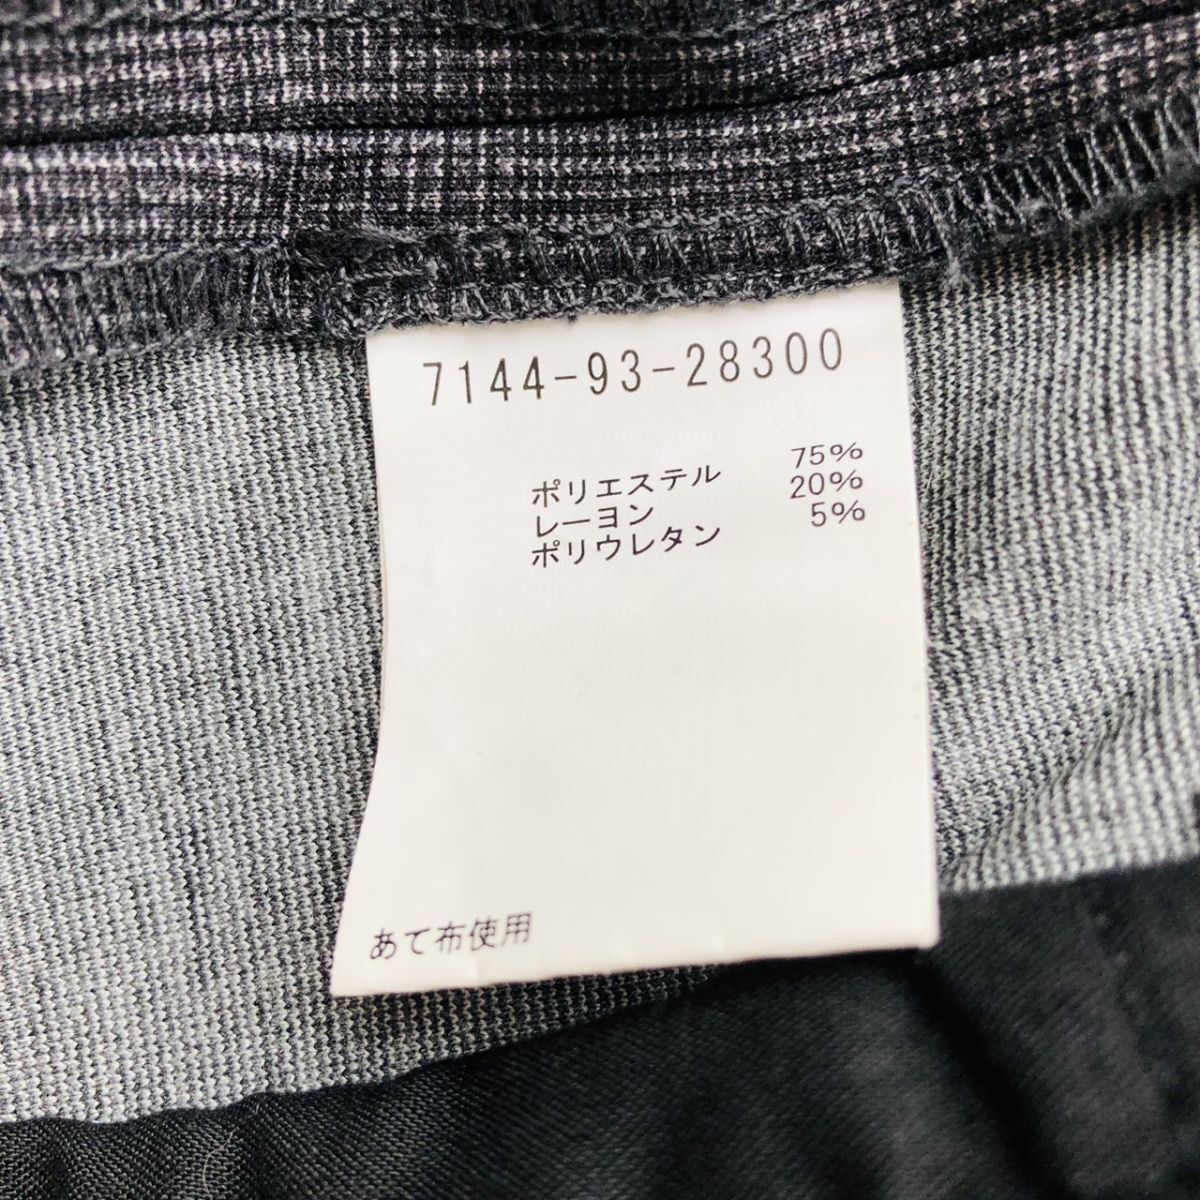 7144-93-28300
ポリエステル 75%
レーヨン 20%
ポリウレタン 5%
あて布使用